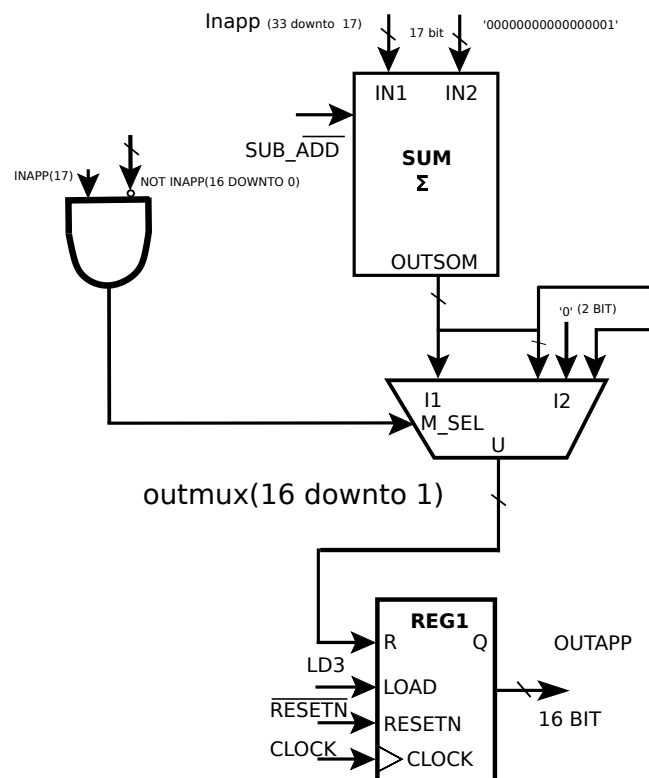 Inapp (33 downto 17)
17 bit
'00000000000000001'
IN1
IN2
SUB_ADD
SUM
Σ
INAPP(17)
NOT INAPP(16 DOWNTO 0)
OUTSOM
'0' (2 BIT)
I1
I2
M_SEL
U
outmux(16 downto 1)
REG1
R
Q
OUTAPP
LD3
LOAD
RESETN
RESETN
16 BIT
CLOCK
CLOCK